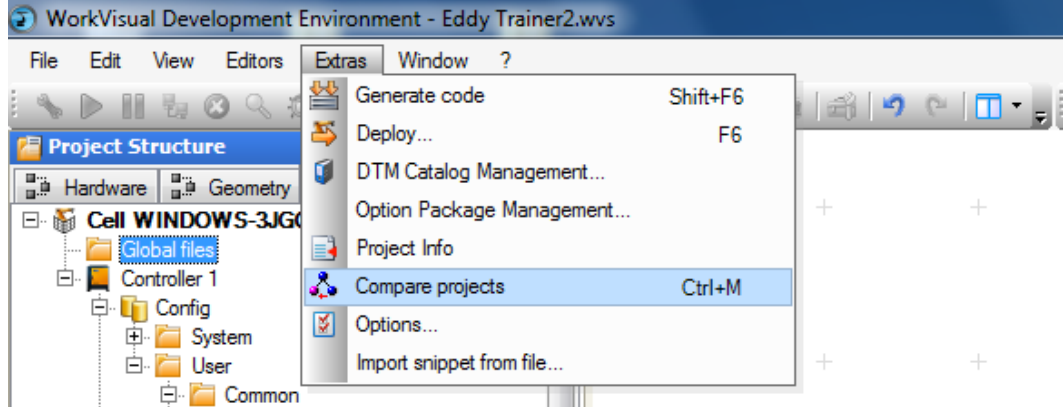 WorkVisual Development Environment - Eddy Trainer2.wvs
File Edit View Editors Extras Window ?
Generate code Shift+F6
Deploy... F6
DTM Catalog Management...
Option Package Management...
Project Info
Compare projects Ctrl+M
Options...
Import snippet from file...
Project Structure
Hardware Geometry
Cell WINDOWS-3JG
Global files
Controller 1
Config
System
User
Common